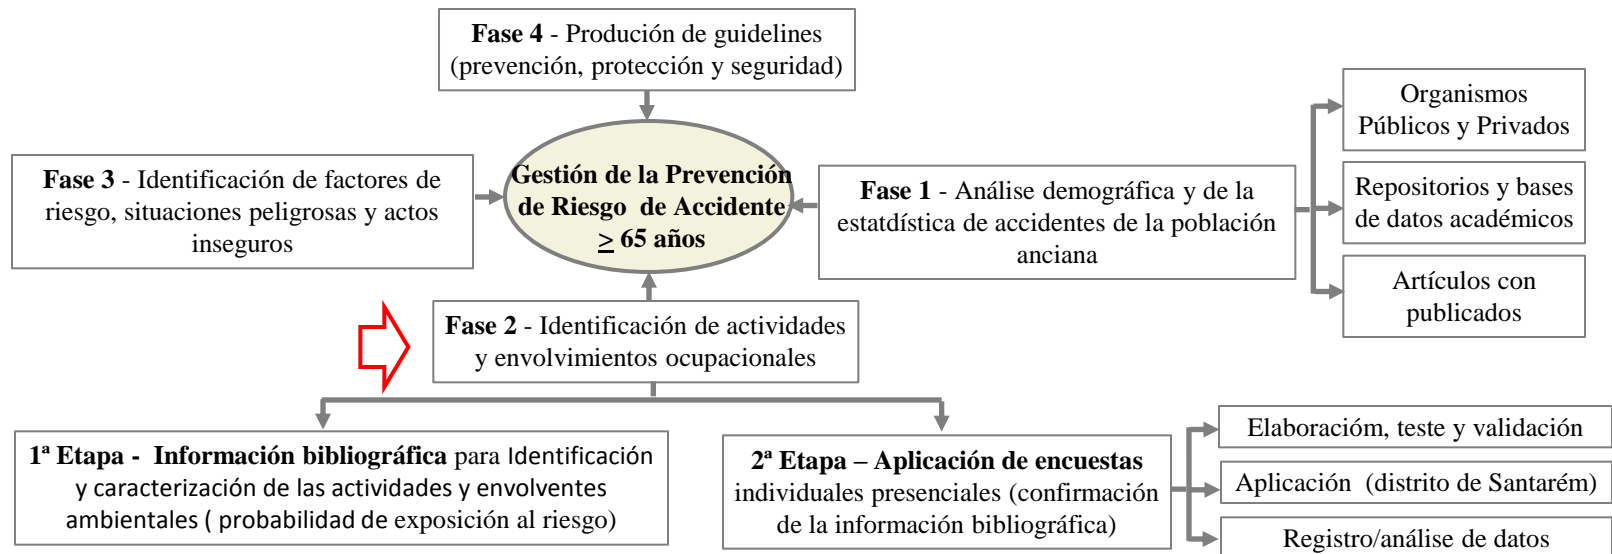 Fase 4 - Produción de guidelines
(prevención, protección y seguridad)
Organismos
Públicos y Privados
Fase 3 - Identificación de factores de
riesgo, situaciones peligrosas y actos
inseguros
Gestión de la Prevención
de Riesgo de Accidente
≥ 65 años
Fase 1 - Análise demográfica y de la
estatdística de accidentes de la población
anciana
Repositorios y bases
de datos académicos
Artículos con
publicados
Fase 2 - Identificación de actividades
y envolvimientos ocupacionales
1ª Etapa - Información bibliográfica para Identificación
y caracterización de las actividades y envolventes
ambientales ( probabilidad de exposición al riesgo)
2ª Etapa – Aplicación de encuestas
individuales presenciales (confirmación
de la información bibliográfica)
Elaboracióm, teste y validación
Aplicación (distrito de Santarém)
Registro/análise de datos